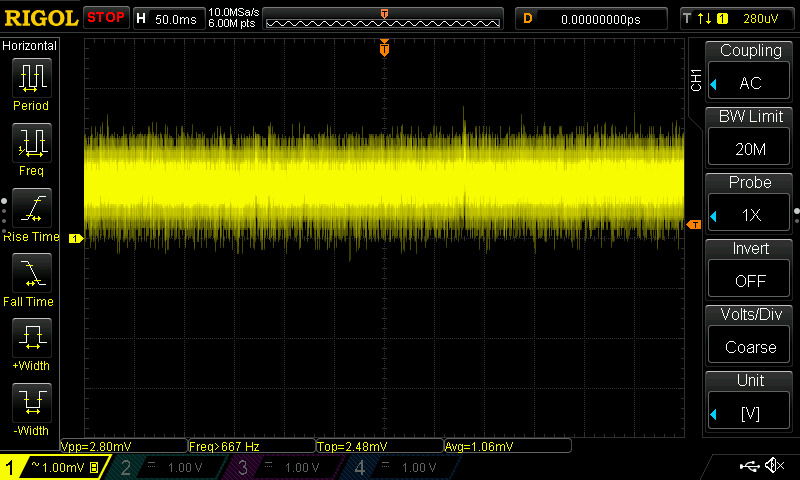 RIGOL STOP H 50.0ms 10.0MSa/s 6.00M pts T D 0.00000000ps T 1 280uV
Horizontal
Period
Freq
Rise Time
Fall Time
+Width
-Width
T
1
T
CH1
Coupling
AC
BW Limit
20M
Probe
1X
Invert
OFF
Volts/Div
Coarse
Unit
[V]
Vpp=2.80mV Freq>667 Hz Top=2.48mV Avg=1.06mV
1 ~ 1.00mV B 2 1.00 V 3 1.00 V 4 1.00 V